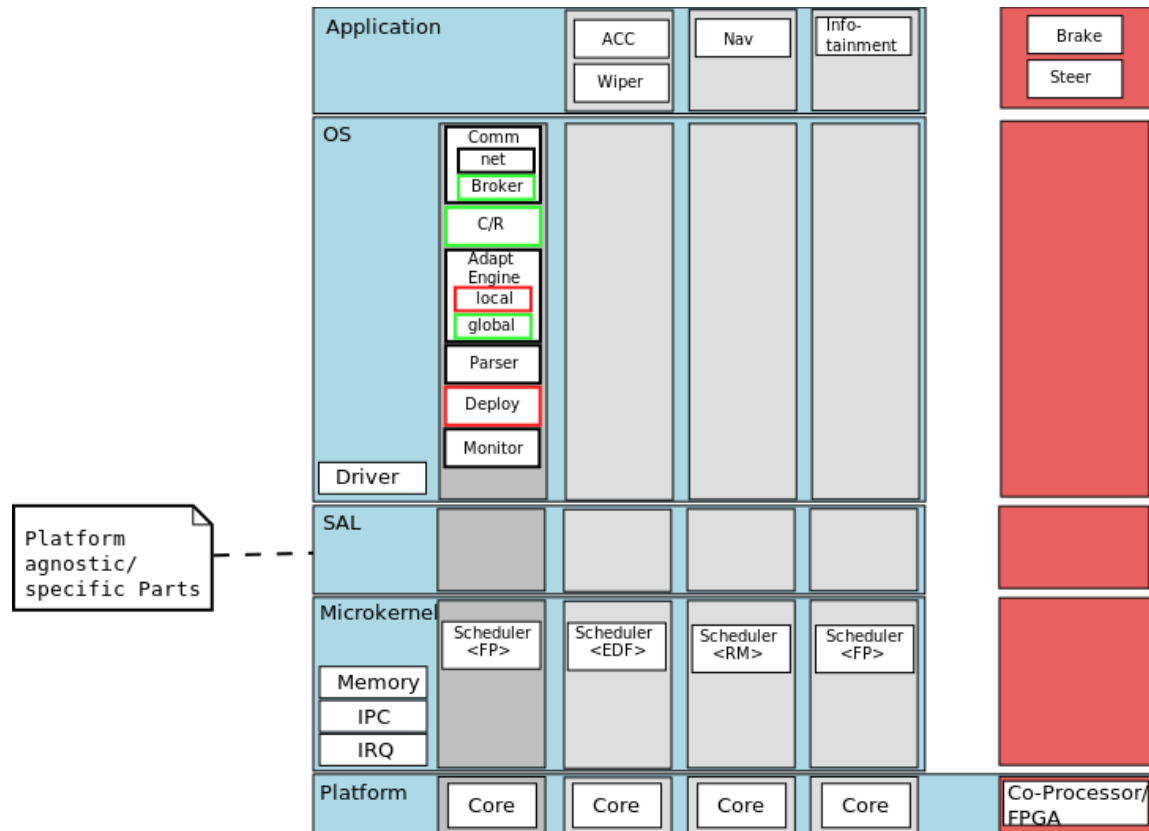 Application
ACC
Wiper
Nav
Info-
tainment
Brake
Steer
OS
Comm
net
Broker
C/R
Adapt
Engine
local
global
Parser
Deploy
Monitor
Driver
Platform
agnostic/
specific Parts
SAL
Microkernel
Scheduler
<FP>
Scheduler
<EDF>
Scheduler
<RM>
Scheduler
<FP>
Memory
IPC
IRQ
Platform
Core
Core
Core
Core
Co-Processor/
FPGA